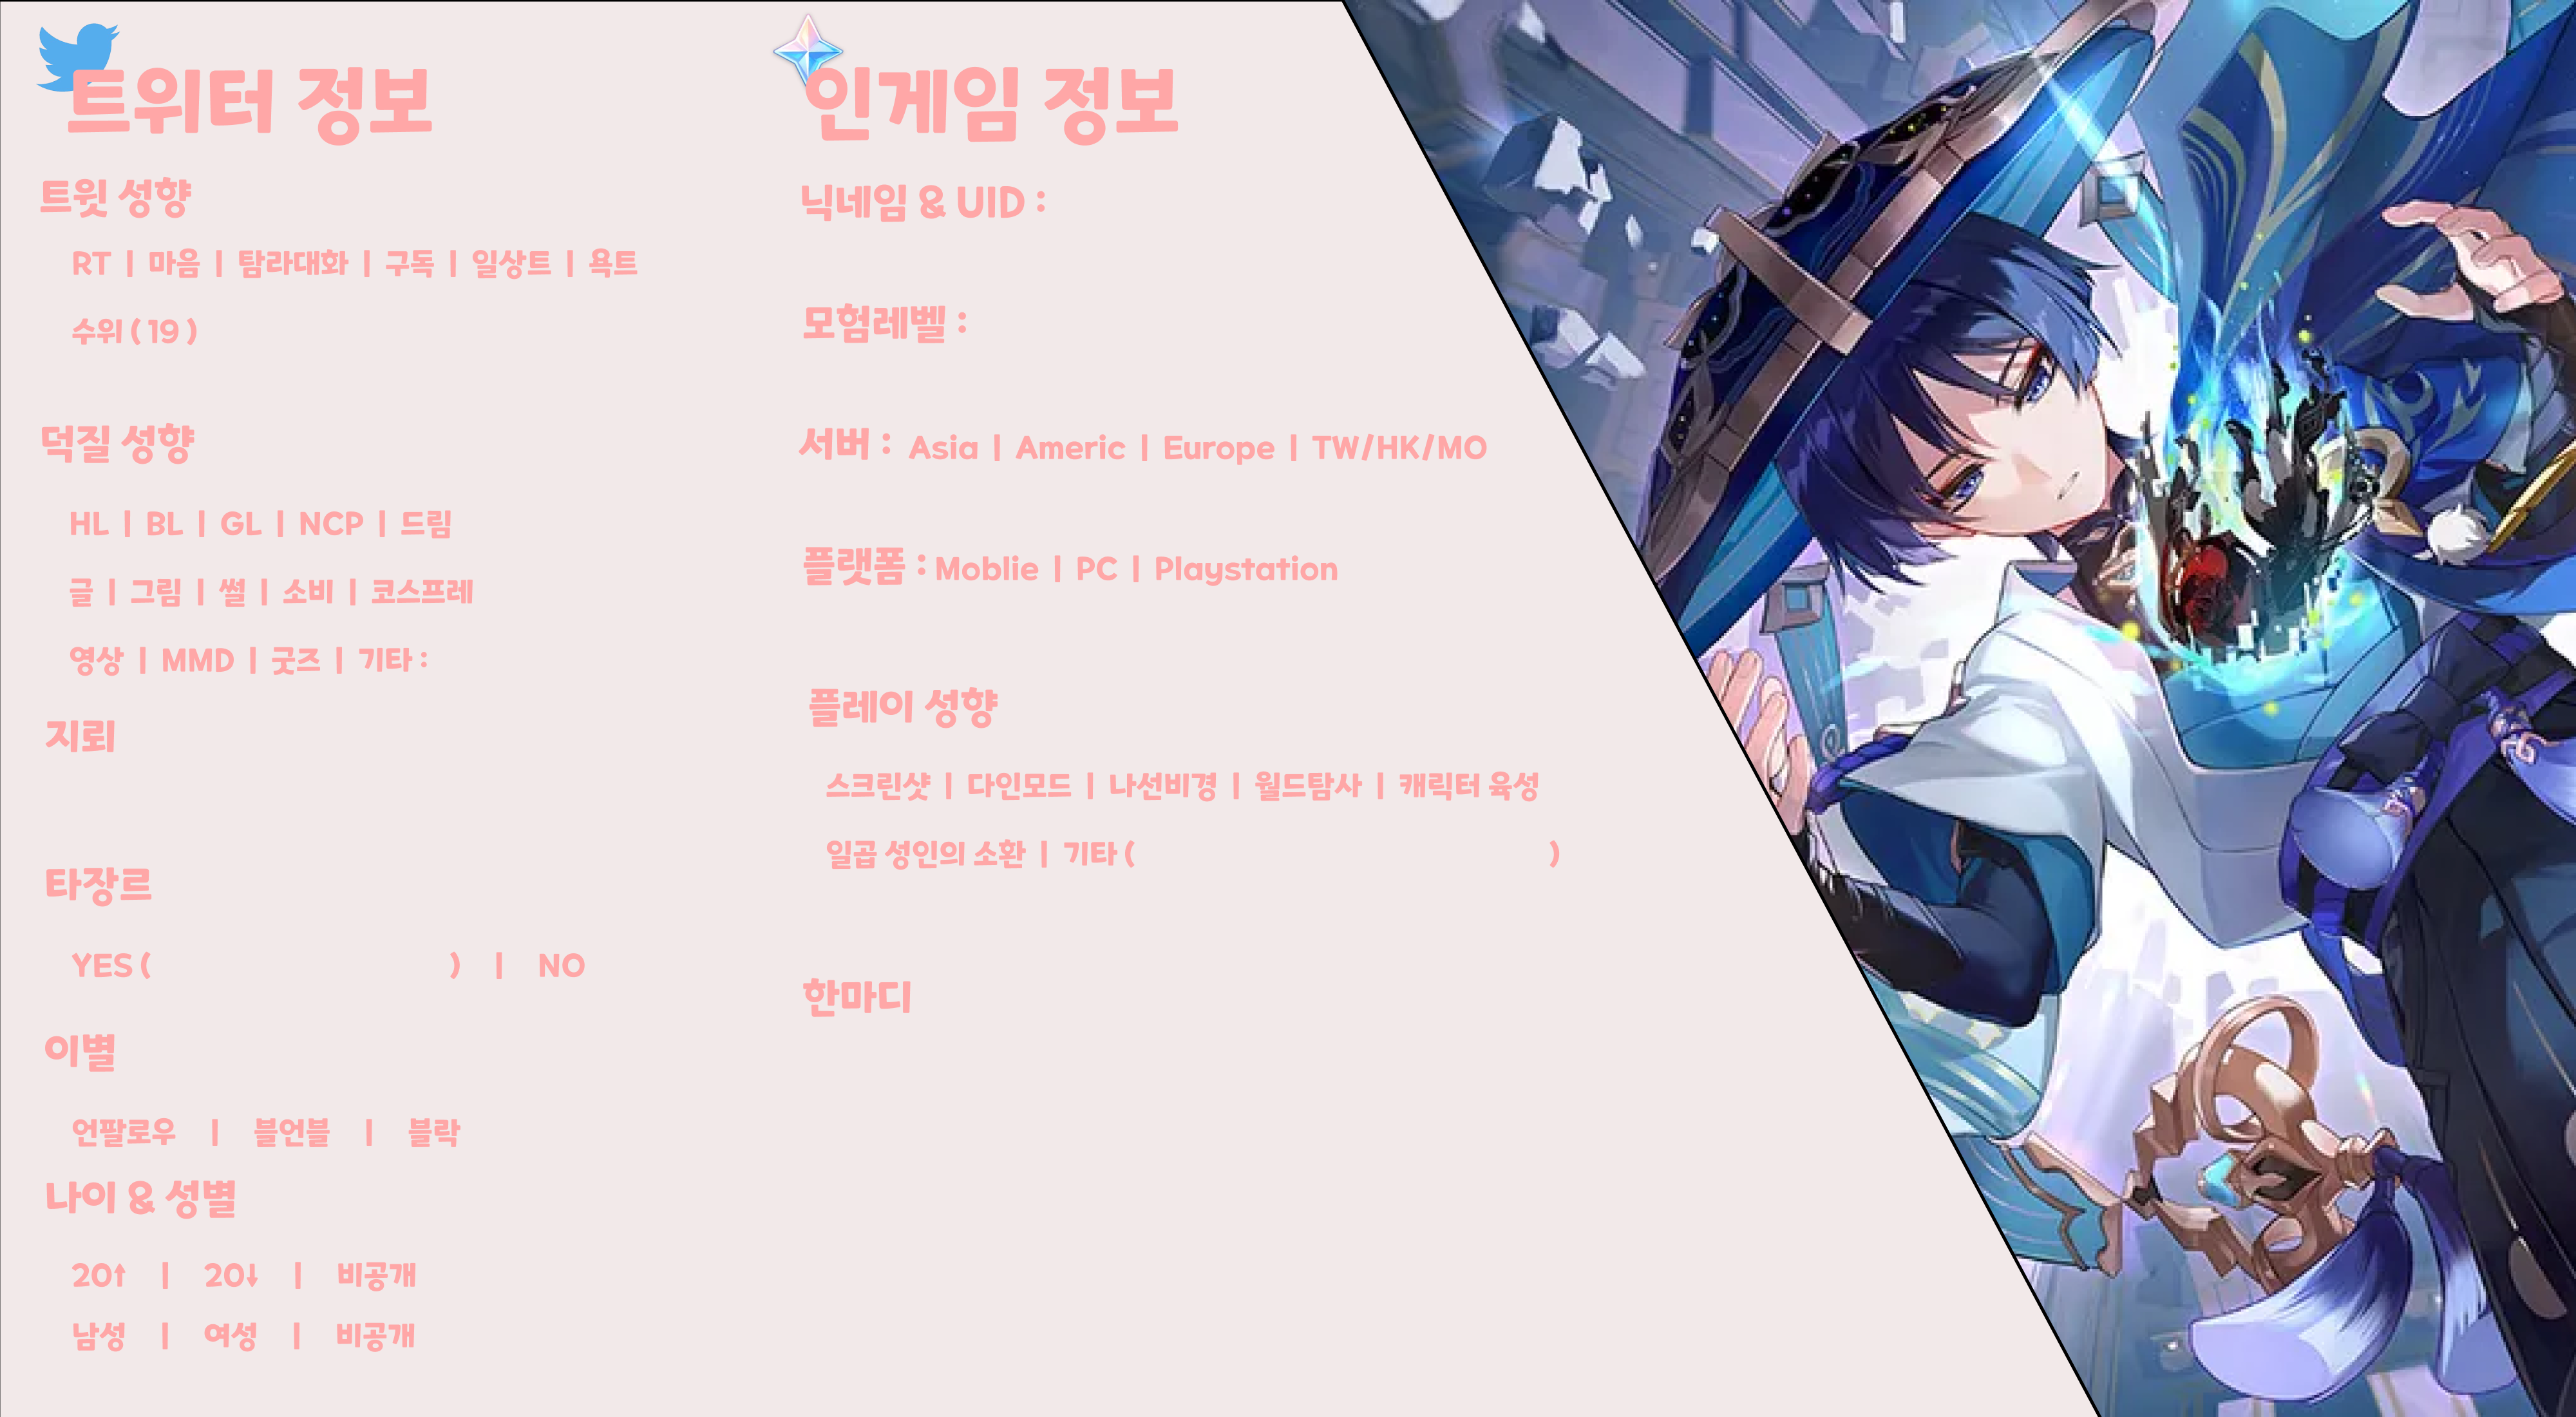 트위터 정보
트윗 성향
RT | 마음 | 탐라대화 | 구독 | 일상트 | 욕트
수위 ( 19 )
덕질 성향
HL | BL | GL | NCP | 드림
글 | 그림 | 썰 | 소비 | 코스프레
영상 | MMD | 굿즈 | 기타 :
지뢰
타장르
YES ( ) | NO
이별
언팔로우 | 블언블 | 블락
나이 & 성별
20↑ | 20↓ | 비공개
남성 | 여성 | 비공개
인게임 정보
닉네임 & UID :
모험레벨 :
서버 : Asia | Americ | Europe | TW/HK/MO
플랫폼 : Moblie | PC | Playstation
플레이 성향
스크린샷 | 다인모드 | 나선비경 | 월드탐사 | 캐릭터 육성
일곱 성인의 소환 | 기타 ( )
한마디